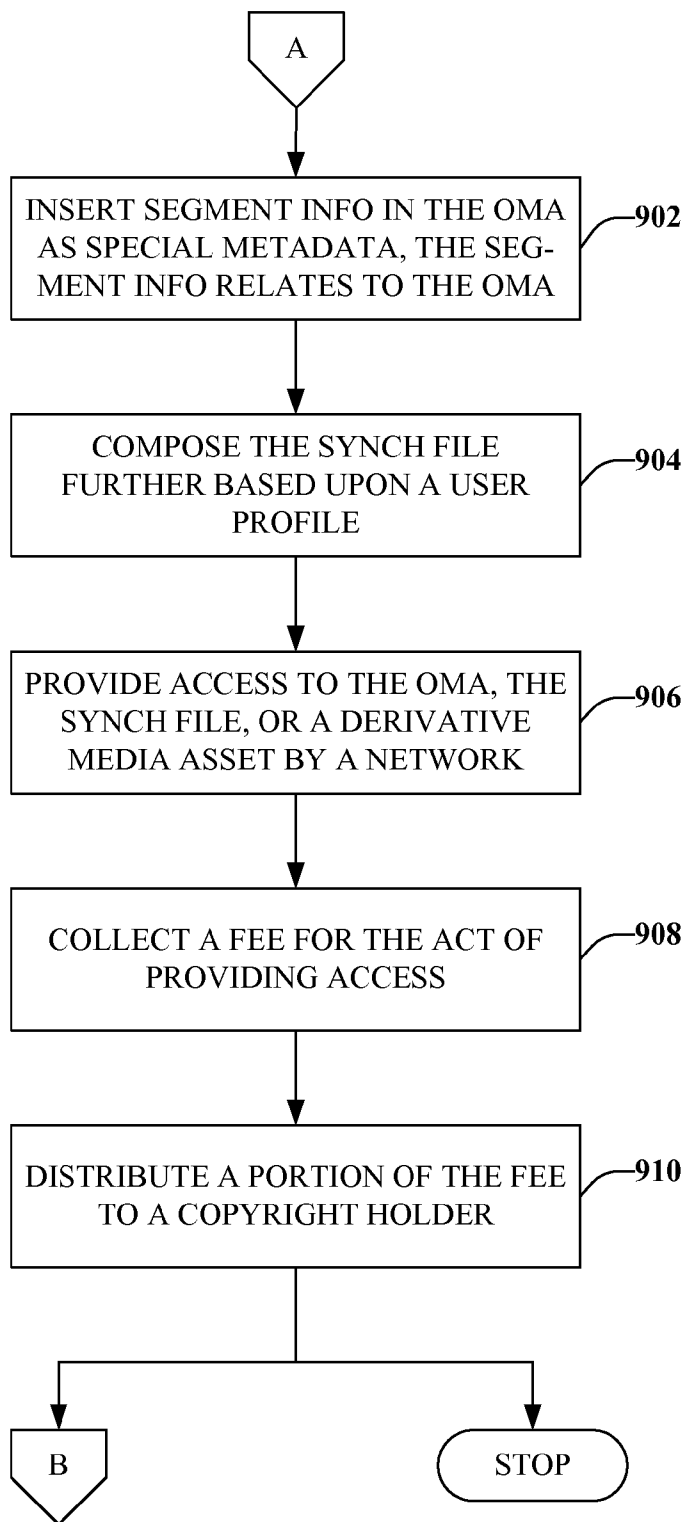 A
INSERT SEGMENT INFO IN THE OMA
AS SPECIAL METADATA, THE SEG-
MENT INFO RELATES TO THE OMA
902
COMPOSE THE SYNCH FILE
FURTHER BASED UPON A USER
PROFILE
904
PROVIDE ACCESS TO THE OMA, THE
SYNCH FILE, OR A DERIVATIVE
MEDIA ASSET BY A NETWORK
906
COLLECT A FEE FOR THE ACT OF
PROVIDING ACCESS
908
DISTRIBUTE A PORTION OF THE FEE
TO A COPYRIGHT HOLDER
910
B
STOP